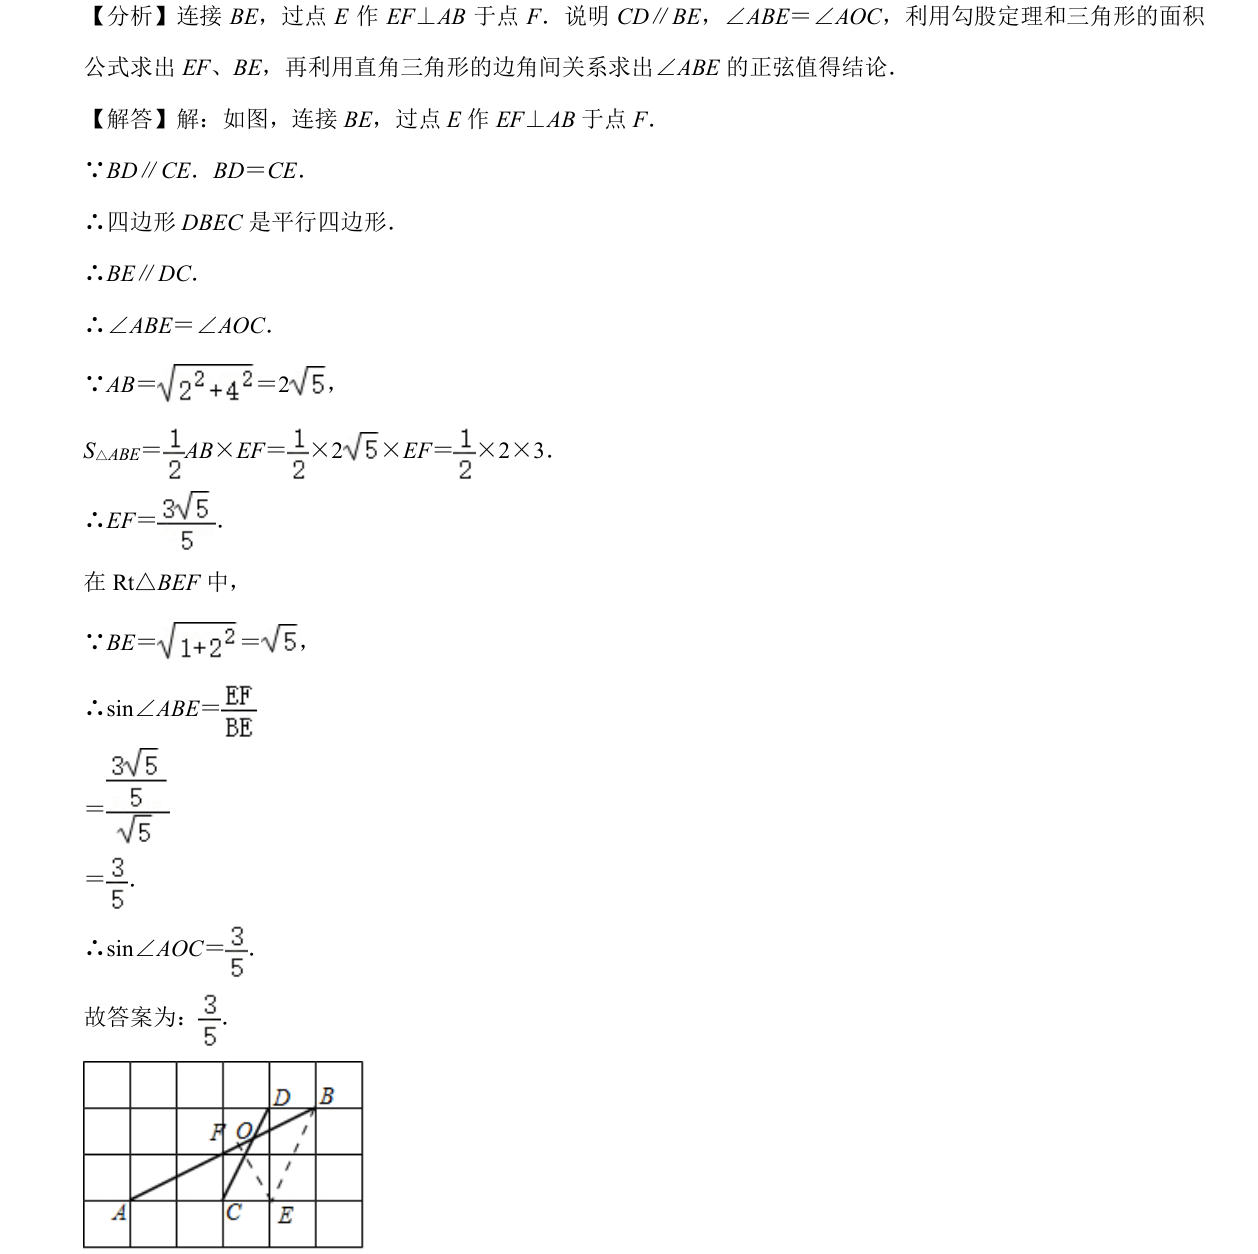 【分析】连接 BE，过点 E 作 EF⊥AB 于点 F．说明 CD∥BE，∠ABE＝∠AOC，利用勾股定理和三角形的面积
公式求出 EF、BE，再利用直角三角形的边角间关系求出∠ABE 的正弦值得结论．
【解答】解：如图，连接 BE，过点 E 作 EF⊥AB 于点 F．
∵BD∥CE．BD＝CE．
∴四边形 DBEC 是平行四边形．
∴BE∥DC．
∴∠ABE＝∠AOC．
∵AB＝√(2²+4²)＝2√5，
S△ABE＝1/2AB×EF＝1/2×2√5×EF＝1/2×2×3．
∴EF＝3√5/5．
在 Rt△BEF 中，
∵BE＝√(1+2²)＝√5，
∴sin∠ABE＝EF/BE
＝(3√5/5)/√5
＝3/5．
∴sin∠AOC＝3/5．
故答案为：3/5．
D B
F O
A C E